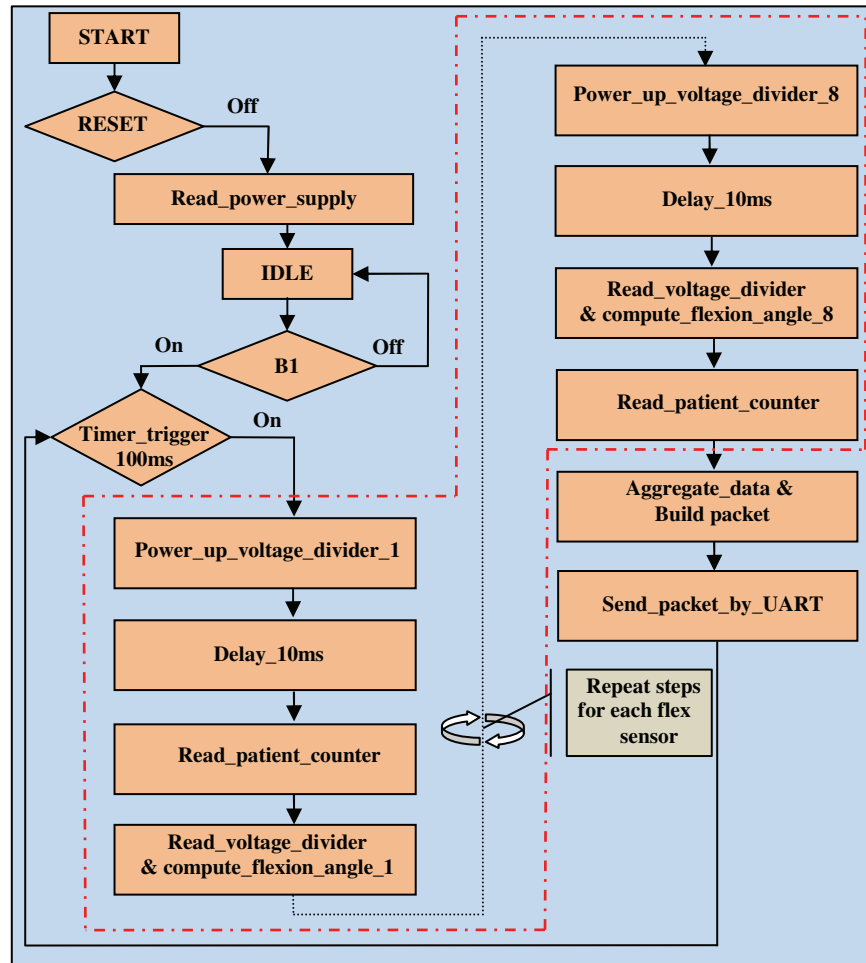 START
RESET
Off
Read_power_supply
IDLE
B1
Off
On
Timer_trigger
100ms
On
Power_up_voltage_divider_1
Delay_10ms
Read_patient_counter
Read_voltage_divider
& compute_flexion_angle_1
Power_up_voltage_divider_8
Delay_10ms
Read_voltage_divider
& compute_flexion_angle_8
Read_patient_counter
Aggregate_data &
Build packet
Send_packet_by_UART
Repeat steps
for each flex
sensor